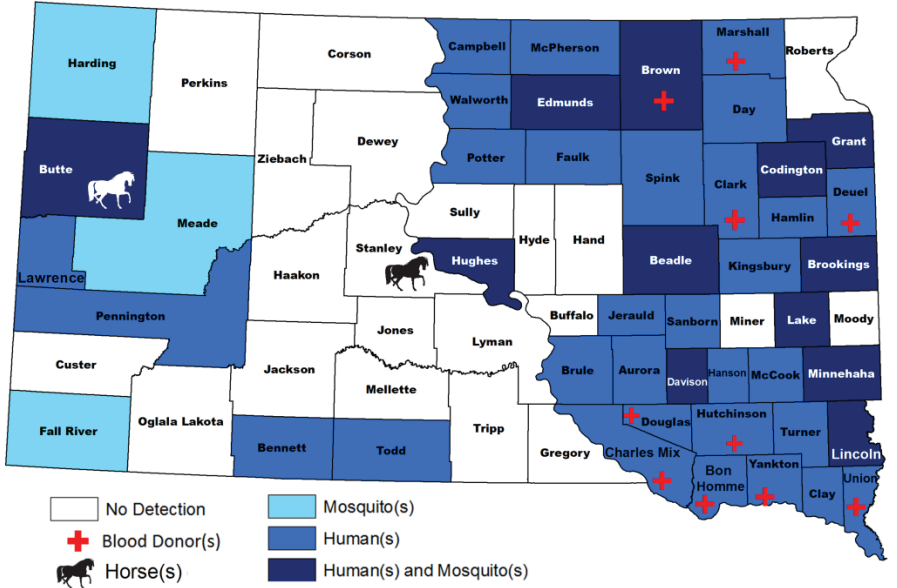 Harding
Perkins
Corson
Campbell
McPherson
Brown
Marshall
Roberts
Walworth
Edmunds
Day
Butte
Ziebach
Dewey
Potter
Faulk
Spink
Clark
Codington
Grant
Deuel
Hamlin
Meade
Sully
Stanley
Hyde
Hand
Hughes
Beadle
Kingsbury
Brookings
Lawrence
Haakon
Pennington
Jones
Lyman
Buffalo
Jerauld
Sanborn
Miner
Lake
Moody
Custer
Jackson
Mellette
Brule
Aurora
Davison
Hanson
McCook
Minnehaha
Fall River
Oglala Lakota
Bennett
Todd
Tripp
Gregory
Charles Mix
Douglas
Hutchinson
Turner
Lincoln
Bon
Homme
Yankton
Clay
Union
No Detection
Blood Donor(s)
Horse(s)
Mosquito(s)
Human(s)
Human(s) and Mosquito(s)